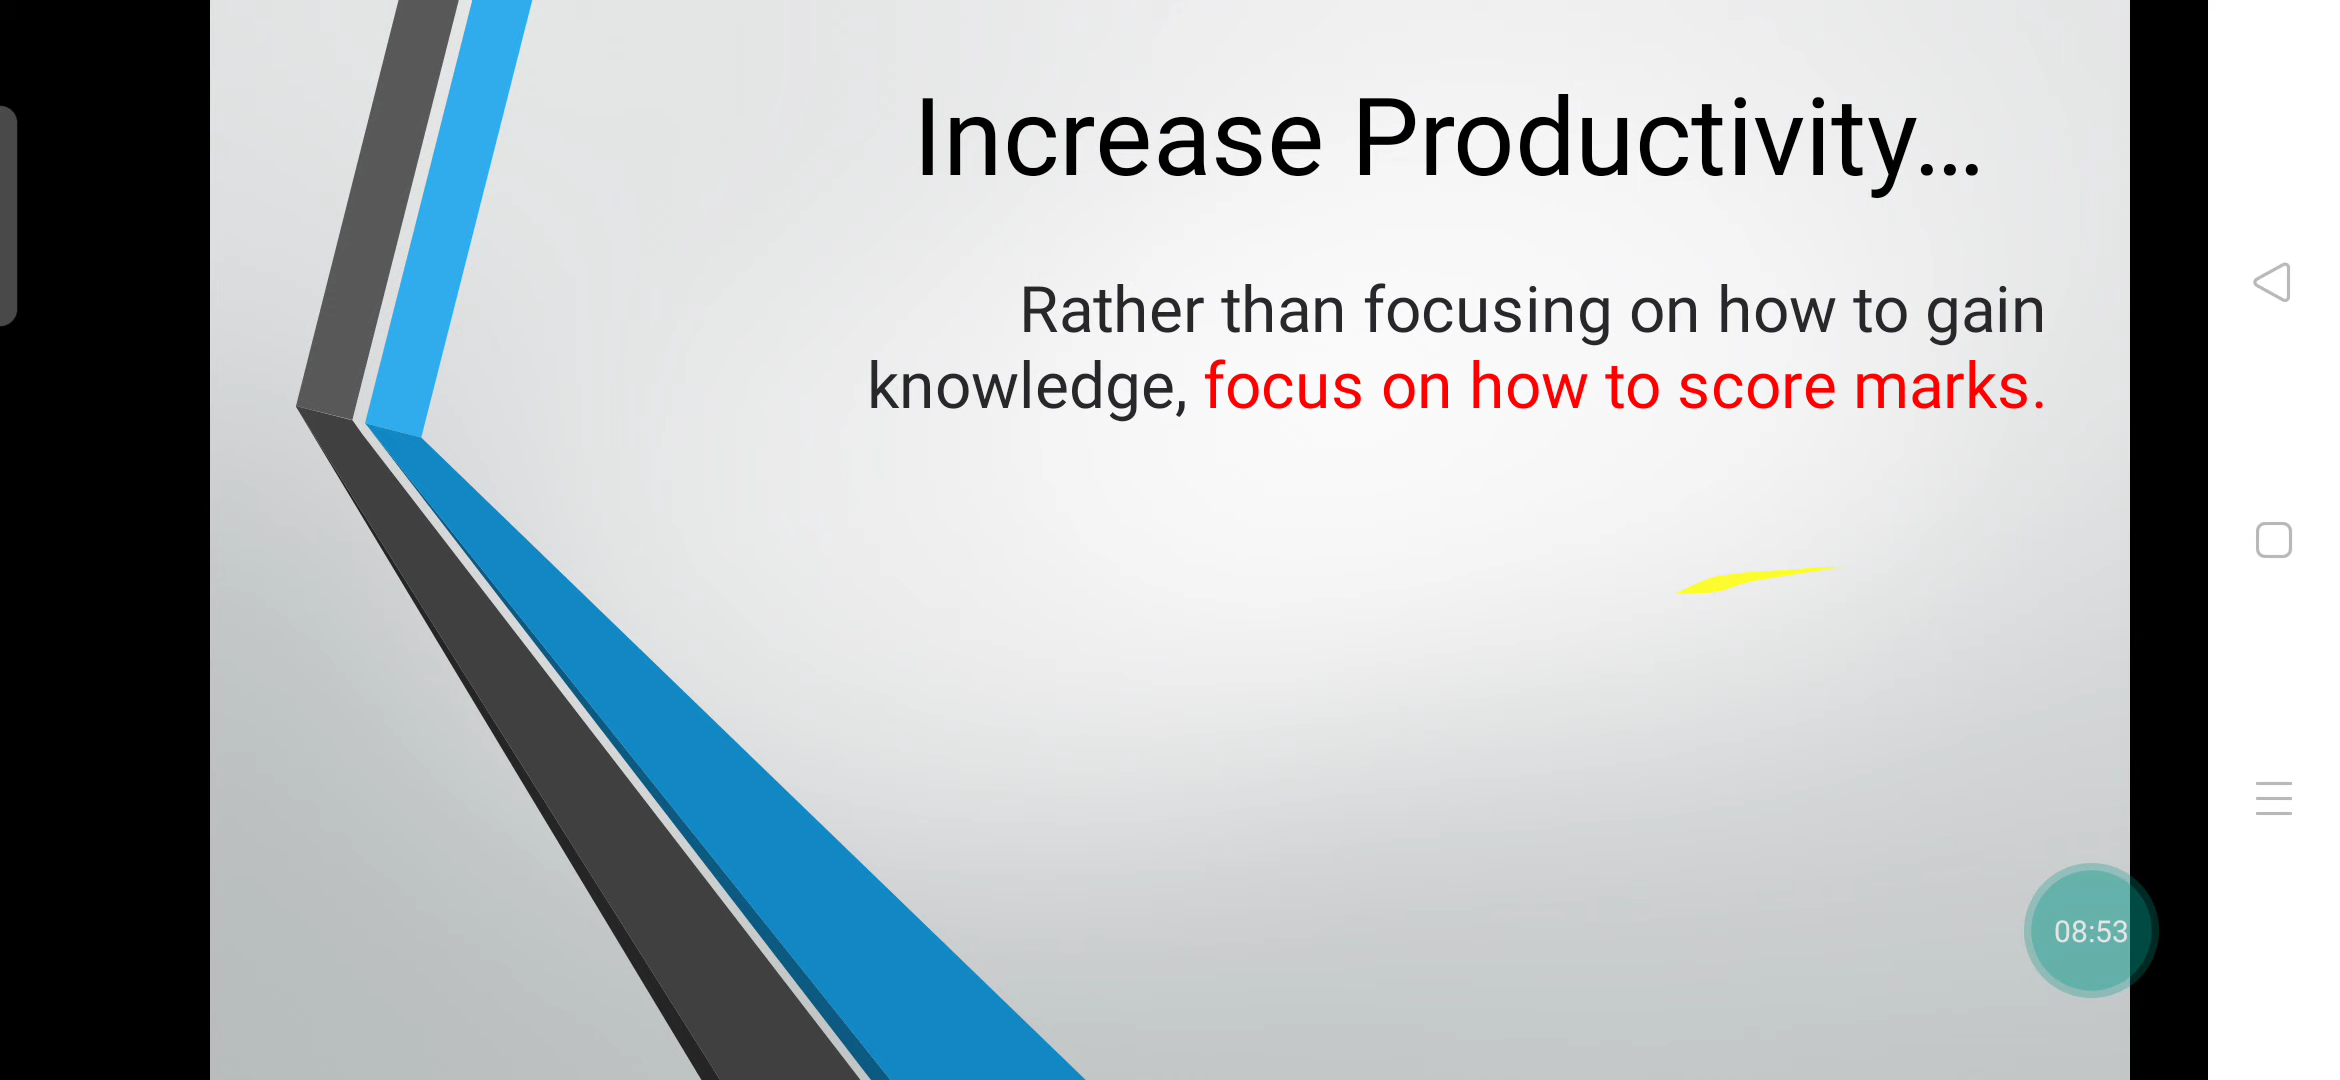 Increase Productivity...
Rather than focusing on how to gain
knowledge, focus on how to score marks.
08:53